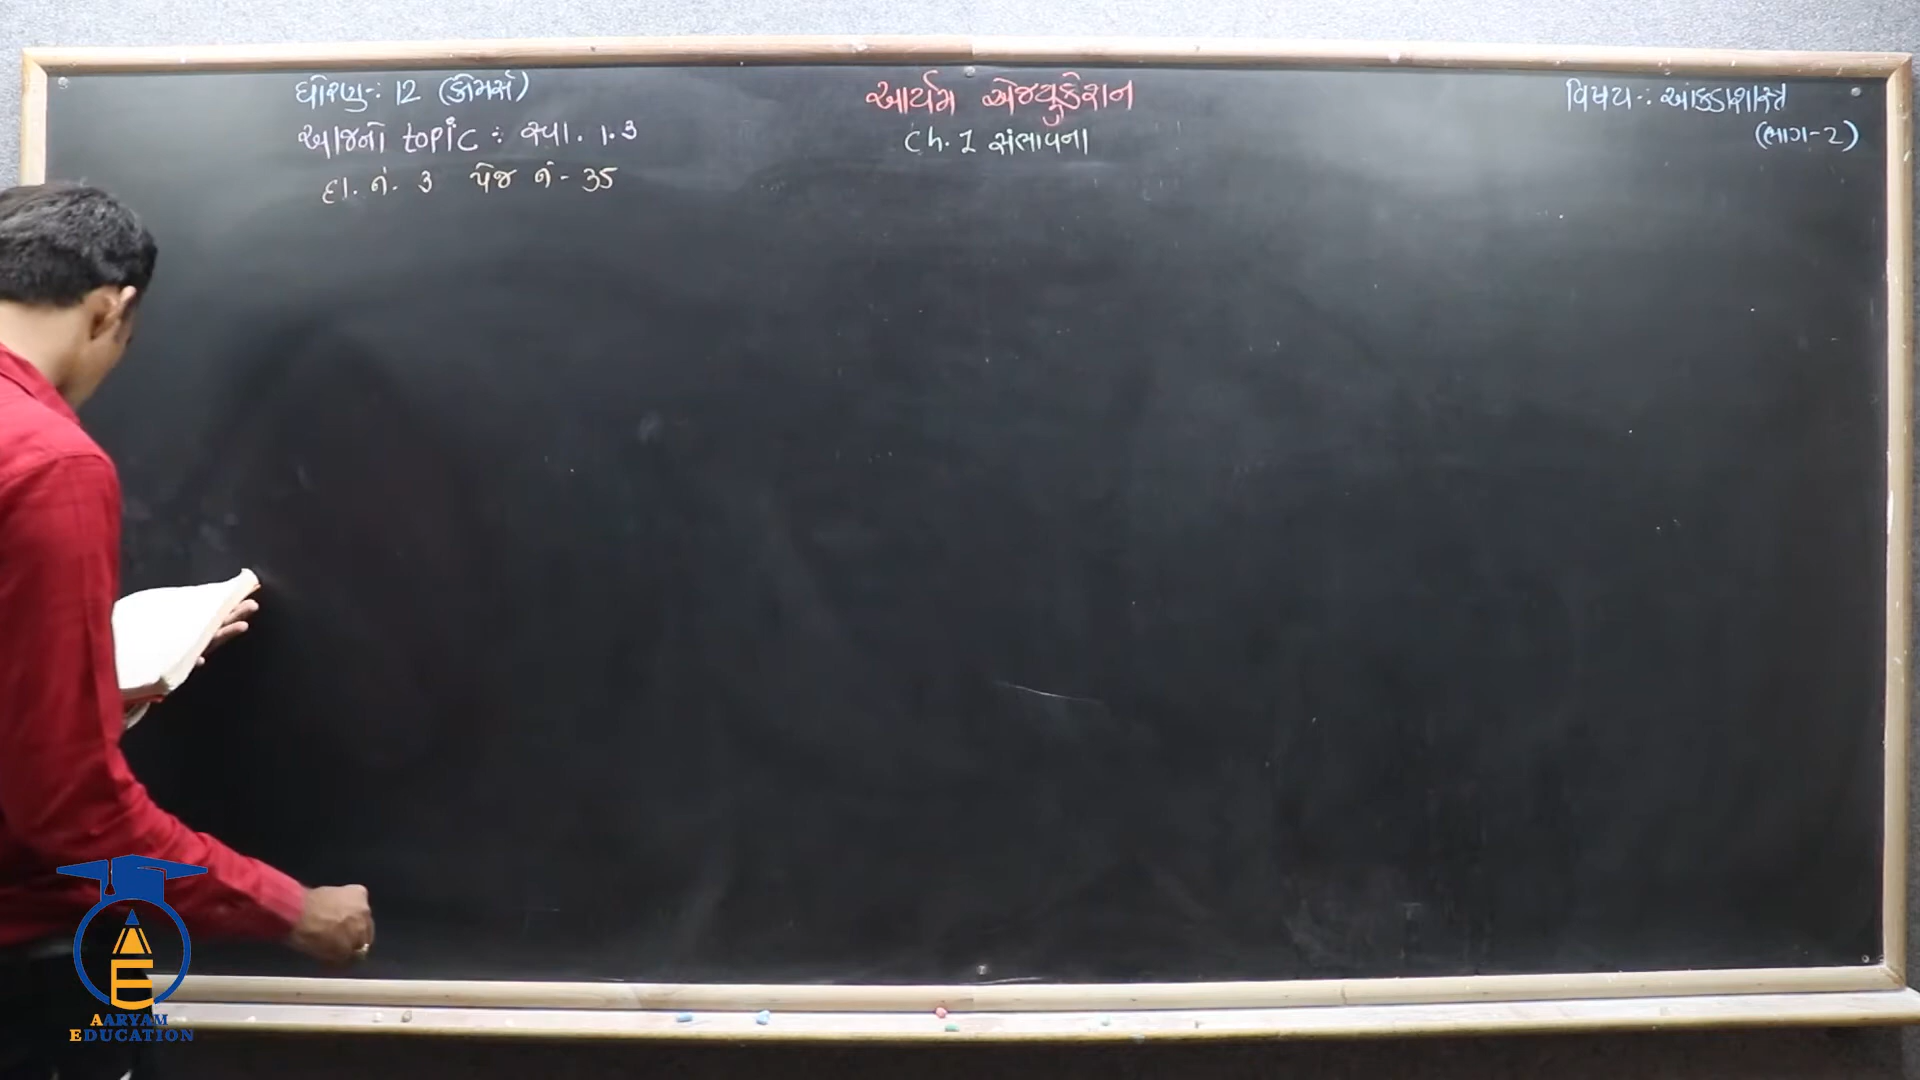 ધોરણ-: 12 (કોમર્સ)
આર્યમ એજ્યુકેશન
વિષય-: આંકડાશાસ્ત્ર
આજનો topic : સ્વા. 1.3
Ch. 1 સંભાવના
(ભાગ-2)
દા. નં. 3 પેજ નં - 35
AARYAM
EDUCATION